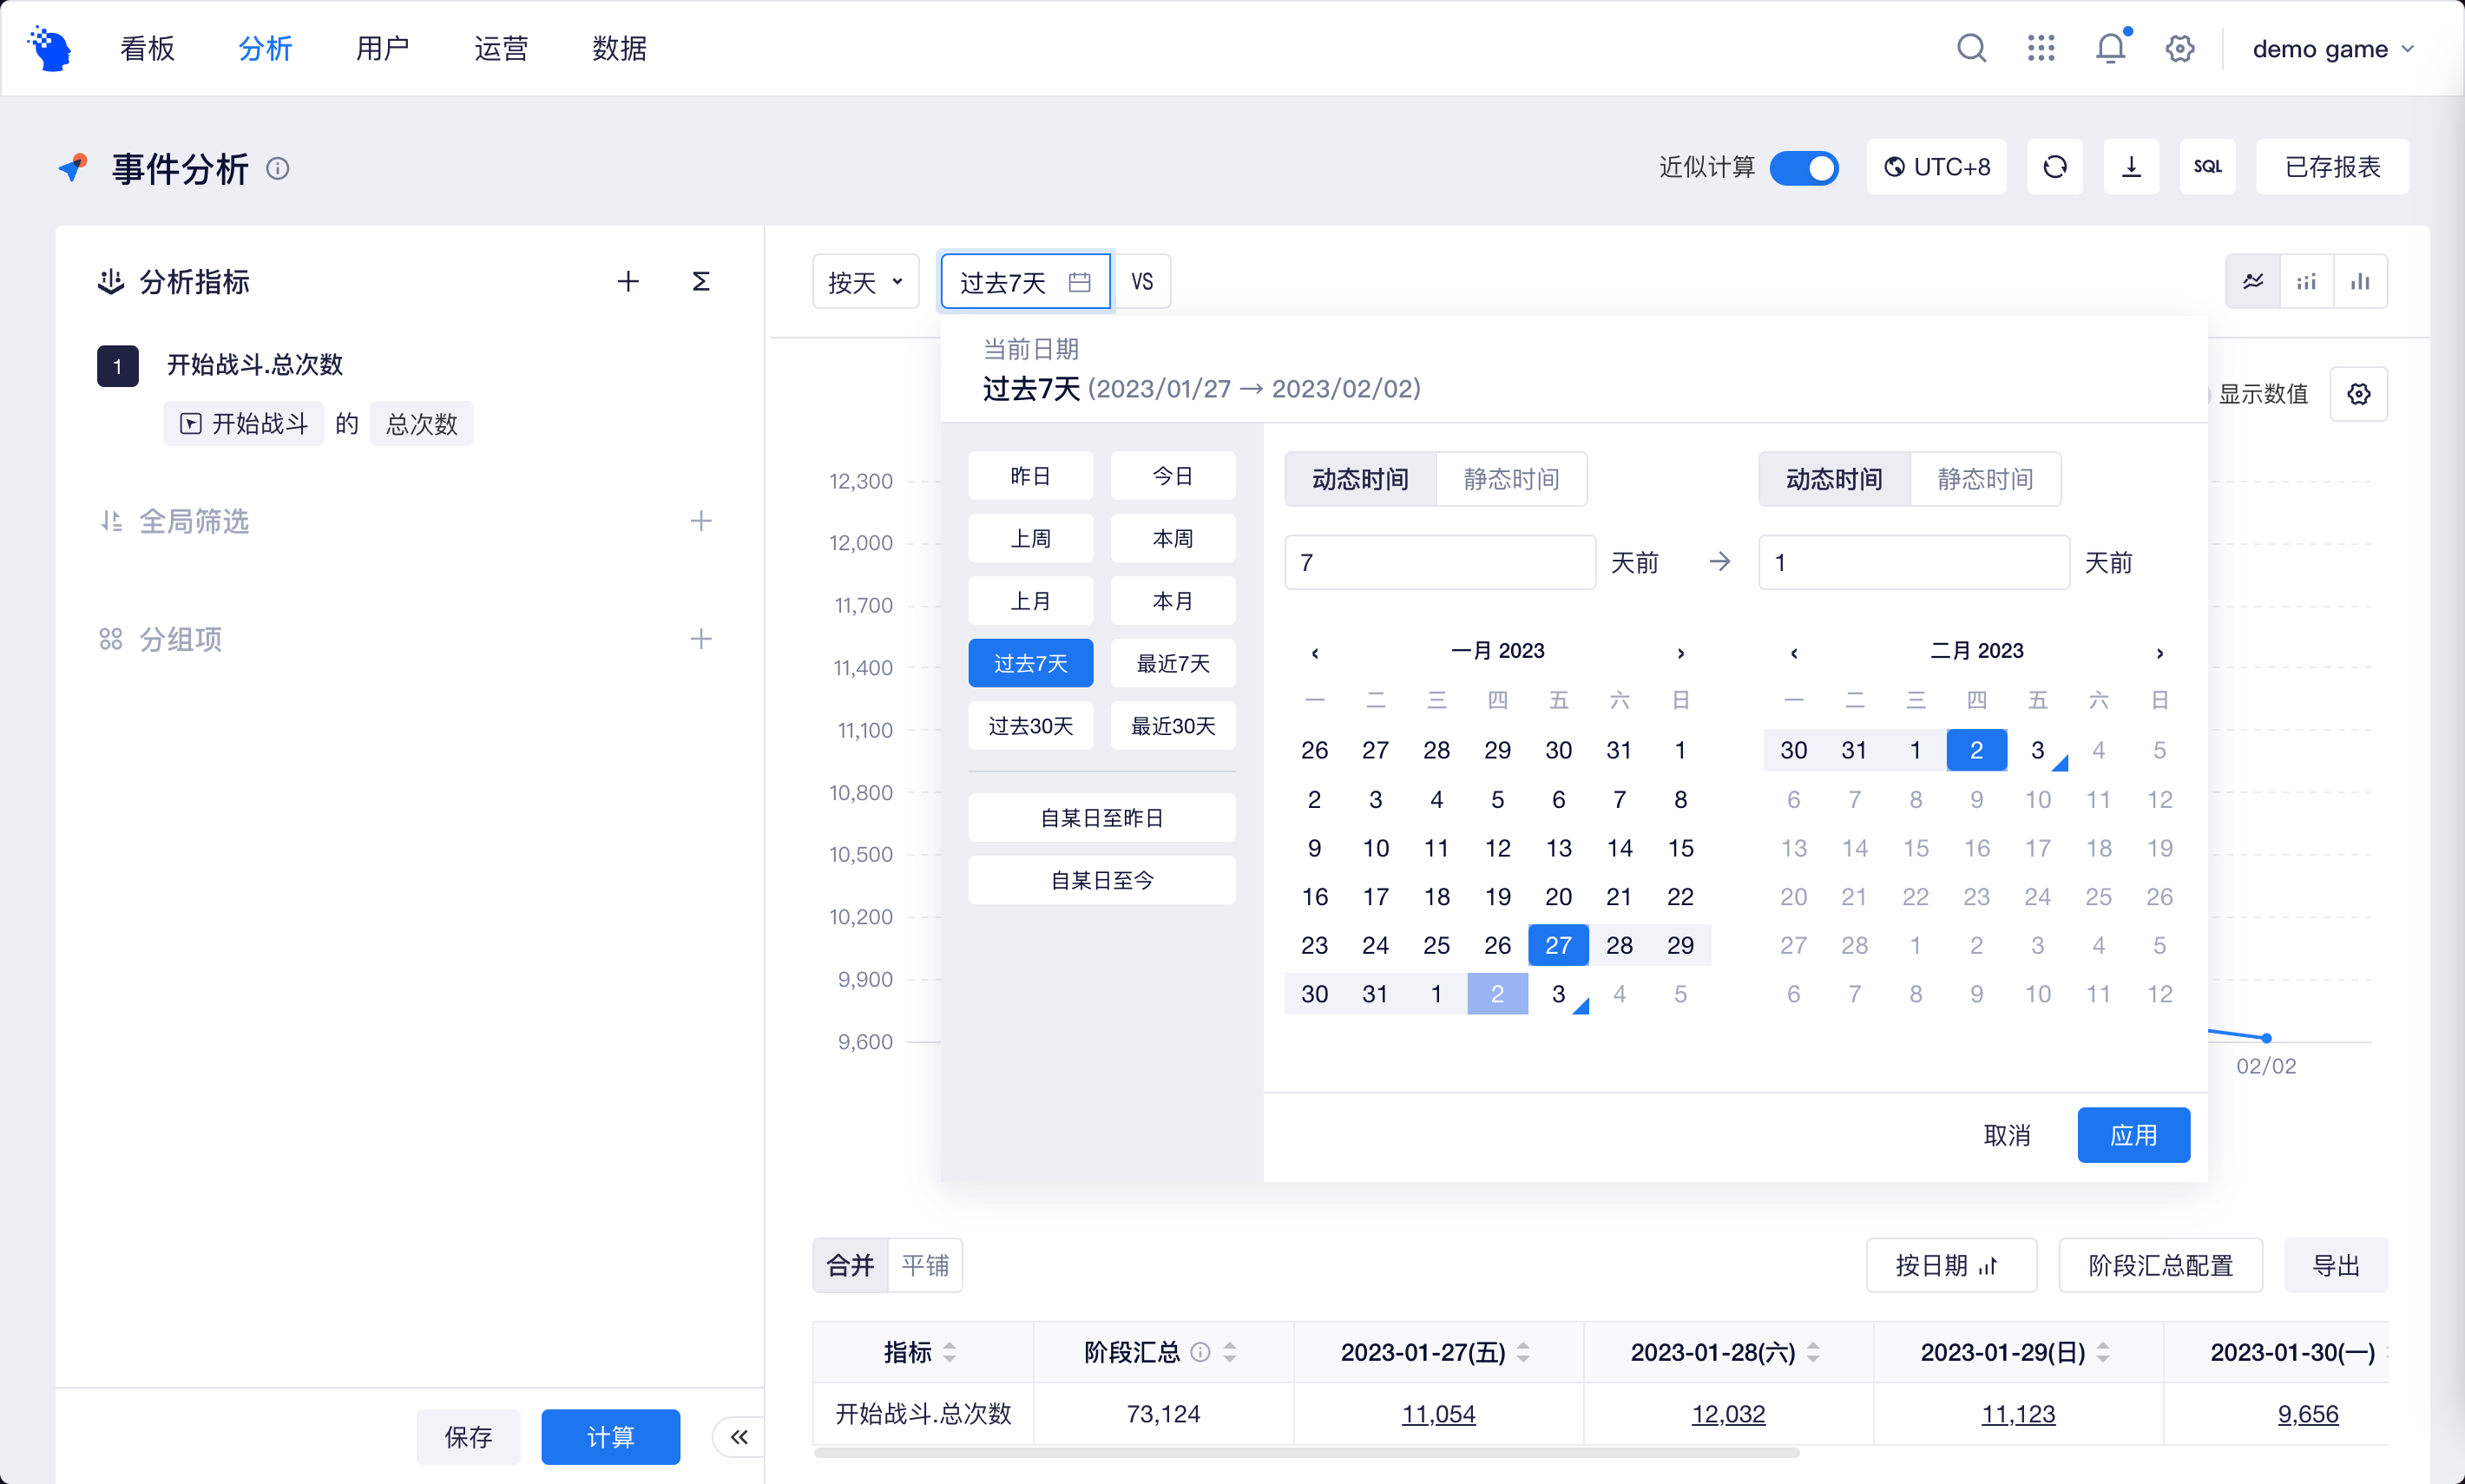 看板 分析 用户 运营 数据 demo game
事件分析 近似计算 UTC+8 SQL 已存报表
分析指标
1 开始战斗.总次数
开始战斗 的 总次数
全局筛选
分组项
保存 计算
按天 过去7天 VS
当前日期
过去7天 (2023/01/27 → 2023/02/02)
显示数值
12,300
12,000
11,700
11,400
11,100
10,800
10,500
10,200
9,900
9,600
02/02
昨日 今日
上周 本周
上月 本月
过去7天 最近7天
过去30天 最近30天
自某日至昨日
自某日至今
动态时间 静态时间 动态时间 静态时间
7 天前 → 1 天前
一月 2023
一 二 三 四 五 六 日
26 27 28 29 30 31 1
2 3 4 5 6 7 8
9 10 11 12 13 14 15
16 17 18 19 20 21 22
23 24 25 26 27 28 29
30 31 1 2 3 4 5
二月 2023
一 二 三 四 五 六 日
30 31 1 2 3 4 5
6 7 8 9 10 11 12
13 14 15 16 17 18 19
20 21 22 23 24 25 26
27 28 1 2 3 4 5
6 7 8 9 10 11 12
取消 应用
合并 平铺 按日期 阶段汇总配置 导出
指标 阶段汇总 2023-01-27(五) 2023-01-28(六) 2023-01-29(日) 2023-01-30(一)
开始战斗.总次数 73,124 11,054 12,032 11,123 9,656